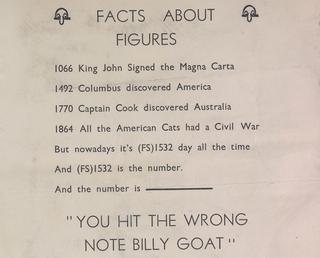 FACTS ABOUT
FIGURES
1066 King John Signed the Magna Carta
1492 Columbus discovered America
1770 Captain Cook discovered Australia
1864 All the American Cats had a Civil War
But nowadays it's (FS)1532 day all the time
And (FS)1532 is the number.
And the number is
"YOU HIT THE WRONG
NOTE BILLY GOAT"